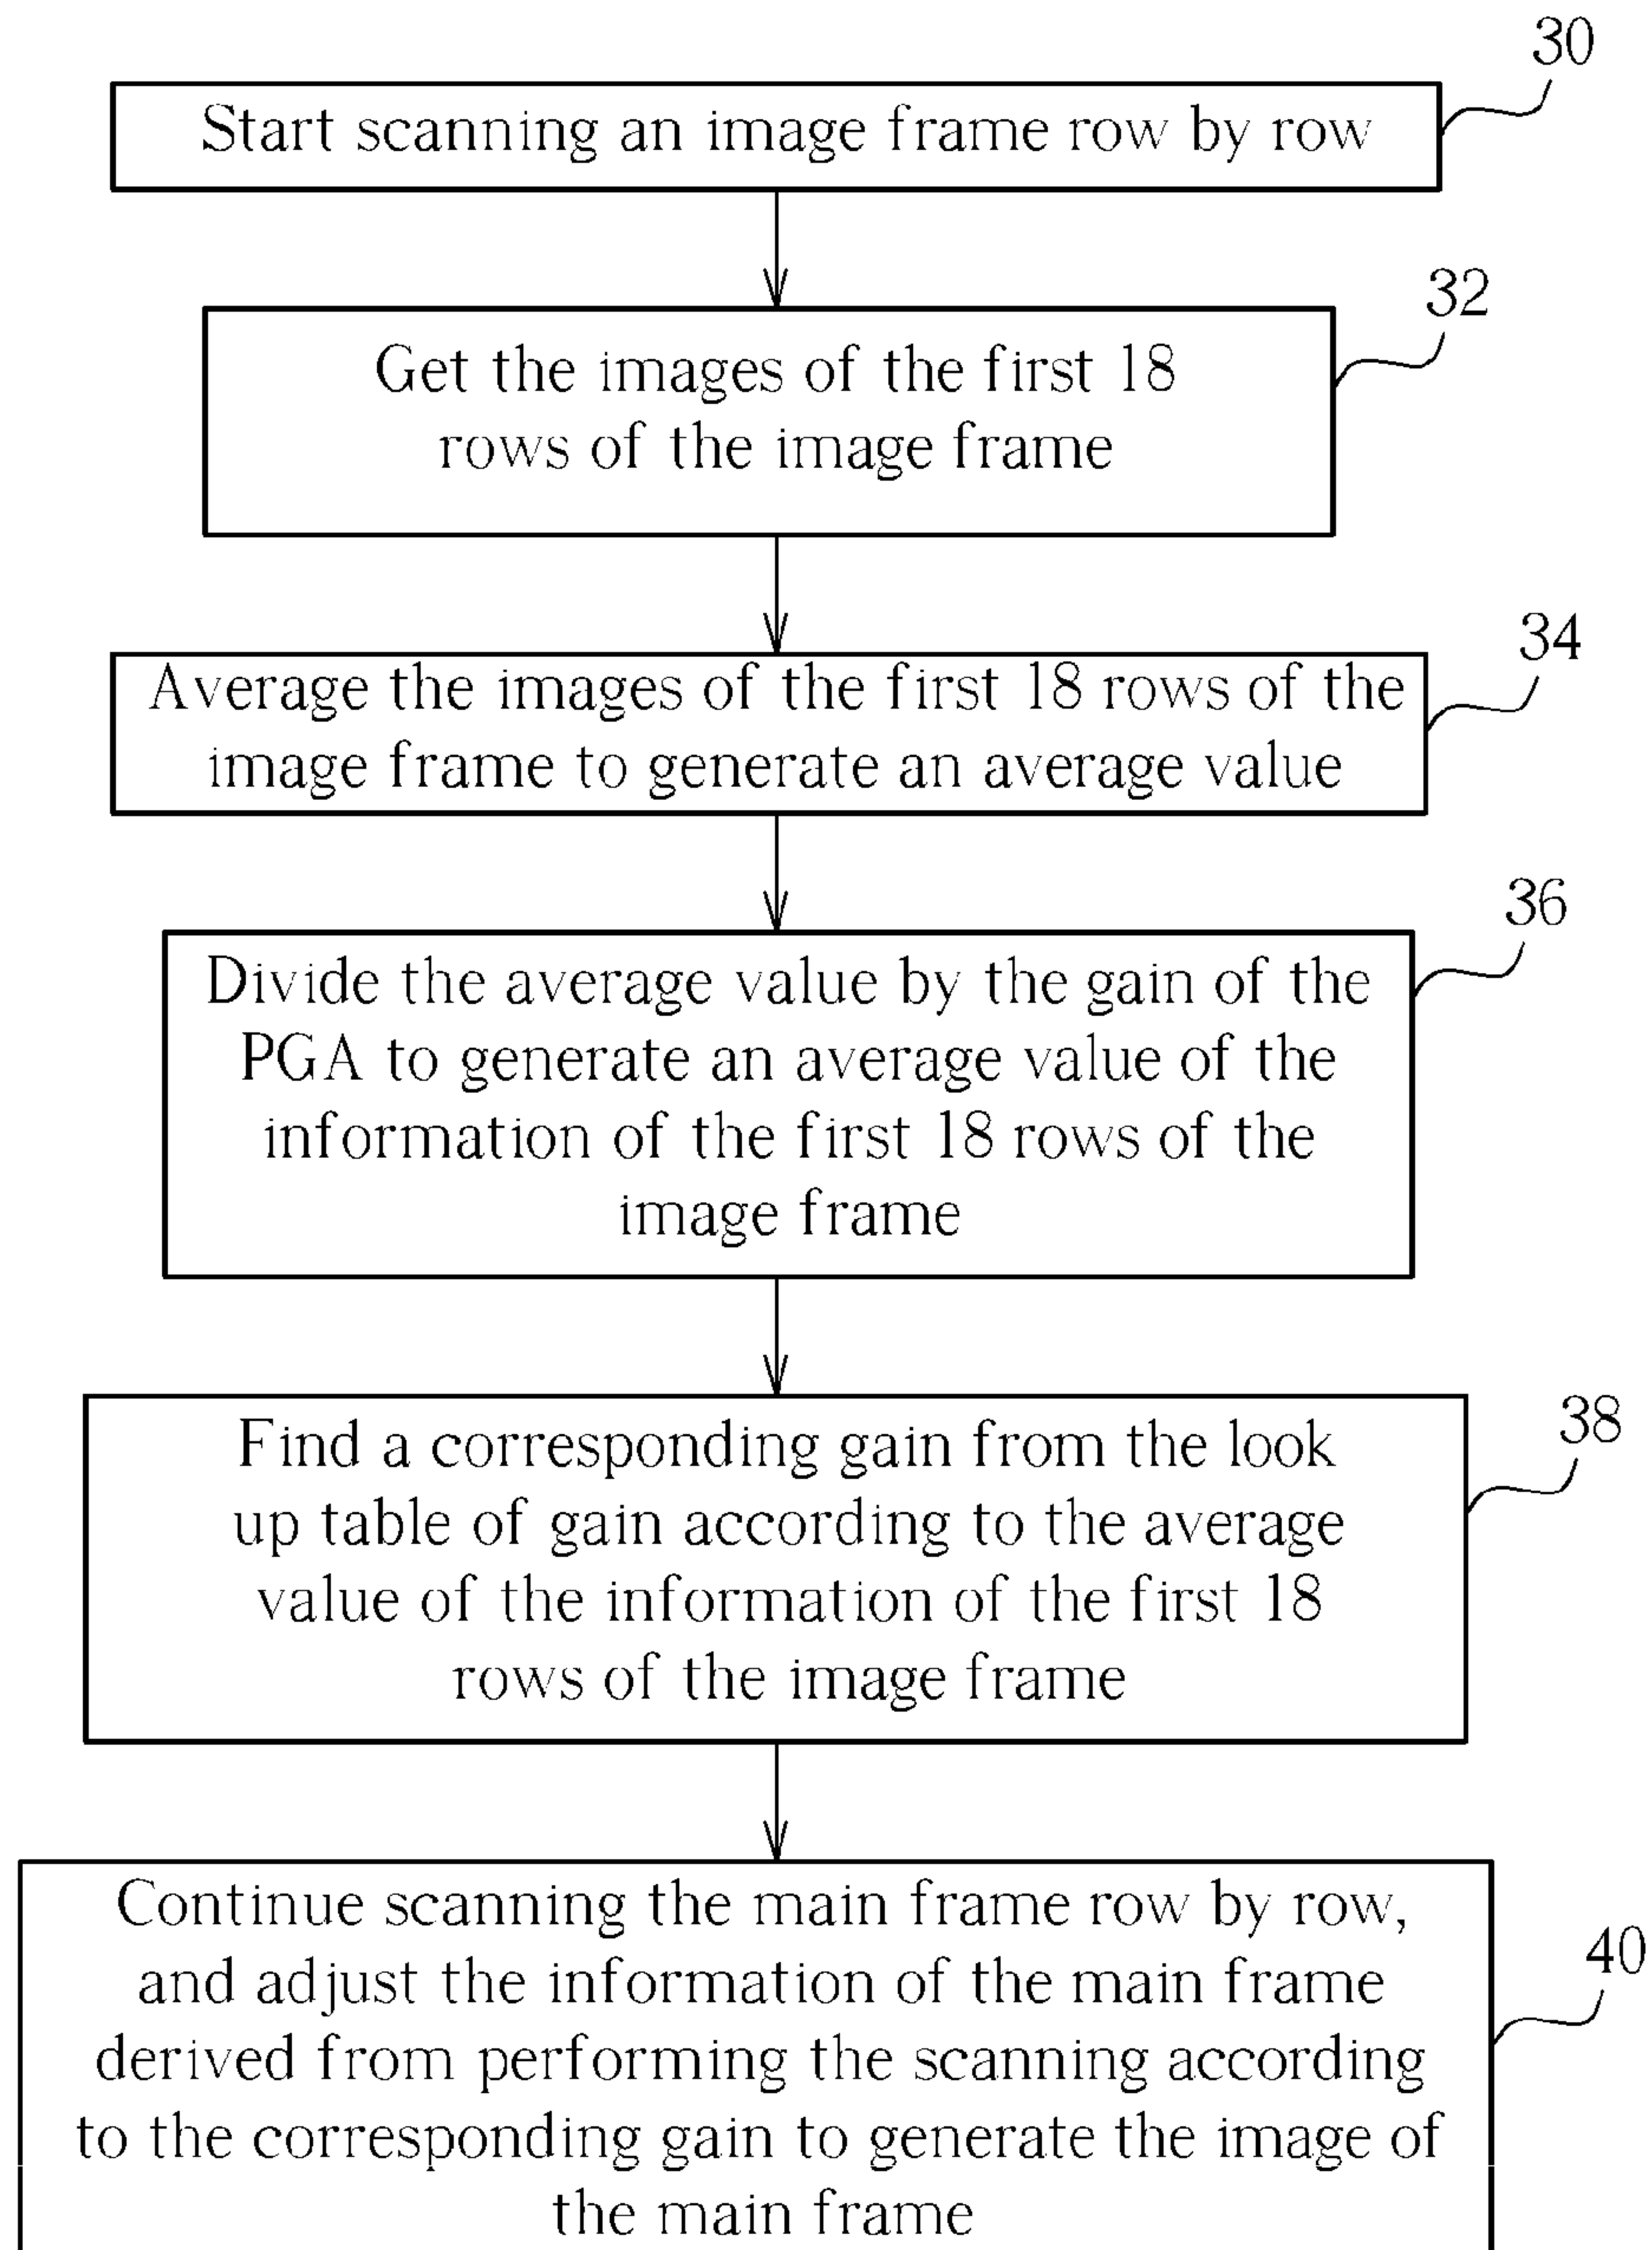 30
Start scanning an image frame row by row
32
Get the images of the first 18
rows of the image frame
34
Average the images of the first 18 rows of the
image frame to generate an average value
36
Divide the average value by the gain of the
PGA to generate an average value of the
information of the first 18 rows of the
image frame
38
Find a corresponding gain from the look
up table of gain according to the average
value of the information of the first 18
rows of the image frame
40
Continue scanning the main frame row by row,
and adjust the information of the main frame
derived from performing the scanning according
to the corresponding gain to generate the image of
the main frame